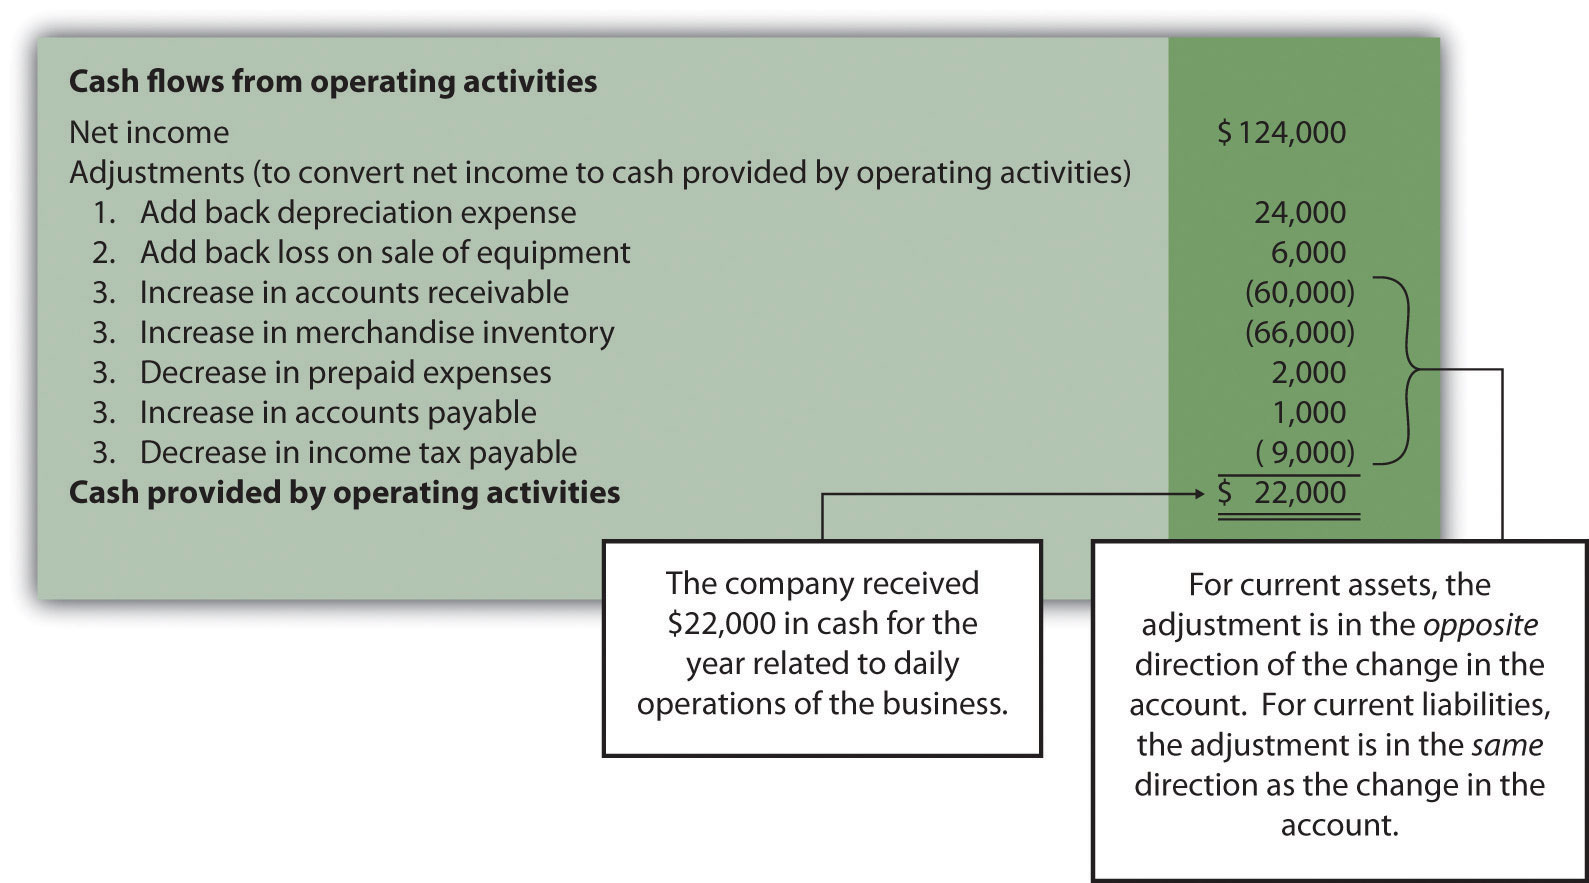 Cash flows from operating activities
Net income $ 124,000
Adjustments (to convert net income to cash provided by operating activities)
1. Add back depreciation expense 24,000
2. Add back loss on sale of equipment 6,000
3. Increase in accounts receivable (60,000)
3. Increase in merchandise inventory (66,000)
3. Decrease in prepaid expenses 2,000
3. Increase in accounts payable 1,000
3. Decrease in income tax payable ( 9,000)
Cash provided by operating activities $ 22,000
The company received
$22,000 in cash for the
year related to daily
operations of the business.
For current assets, the
adjustment is in the opposite
direction of the change in the
account. For current liabilities,
the adjustment is in the same
direction as the change in the
account.